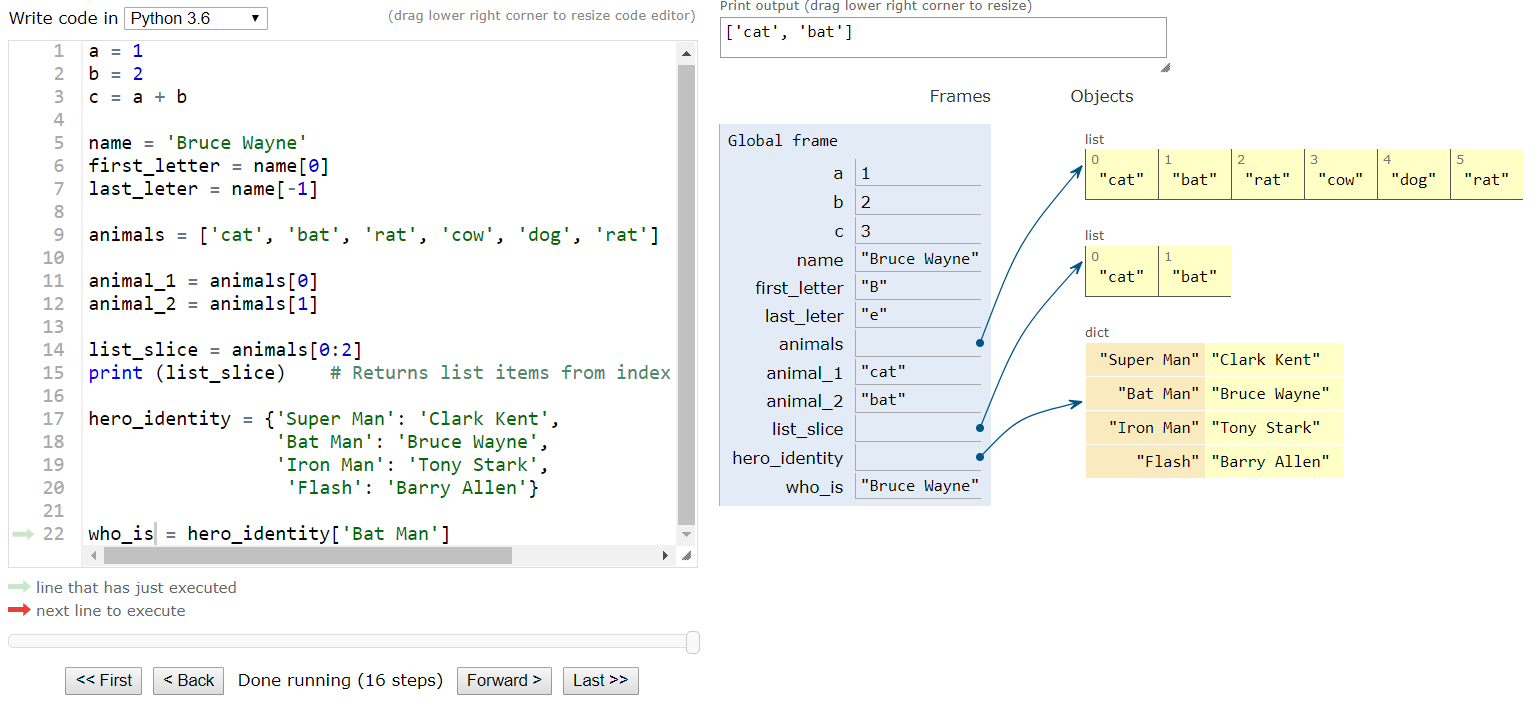 Write code in Python 3.6 (drag lower right corner to resize code editor)
1 a = 1
2 b = 2
3 c = a + b
4
5 name = 'Bruce Wayne'
6 first_letter = name[0]
7 last_leter = name[-1]
8
9 animals = ['cat', 'bat', 'rat', 'cow', 'dog', 'rat']
10
11 animal_1 = animals[0]
12 animal_2 = animals[1]
13
14 list_slice = animals[0:2]
15 print (list_slice)    # Returns list items from index
16
17 hero_identity = {'Super Man': 'Clark Kent',
18                  'Bat Man': 'Bruce Wayne',
19                  'Iron Man': 'Tony Stark',
20                   'Flash': 'Barry Allen'}
21
22 who_is = hero_identity['Bat Man']
line that has just executed
next line to execute
<< First < Back Done running (16 steps) Forward > Last >>
Print output (drag lower right corner to resize)
['cat', 'bat']
Frames Objects
Global frame
a 1
b 2
c 3
name "Bruce Wayne"
first_letter "B"
last_leter "e"
animals
animal_1 "cat"
animal_2 "bat"
list_slice
hero_identity
who_is "Bruce Wayne"
list
0 1 2 3 4 5
"cat" "bat" "rat" "cow" "dog" "rat"
list
0 1
"cat" "bat"
dict
"Super Man" "Clark Kent"
"Bat Man" "Bruce Wayne"
"Iron Man" "Tony Stark"
"Flash" "Barry Allen"